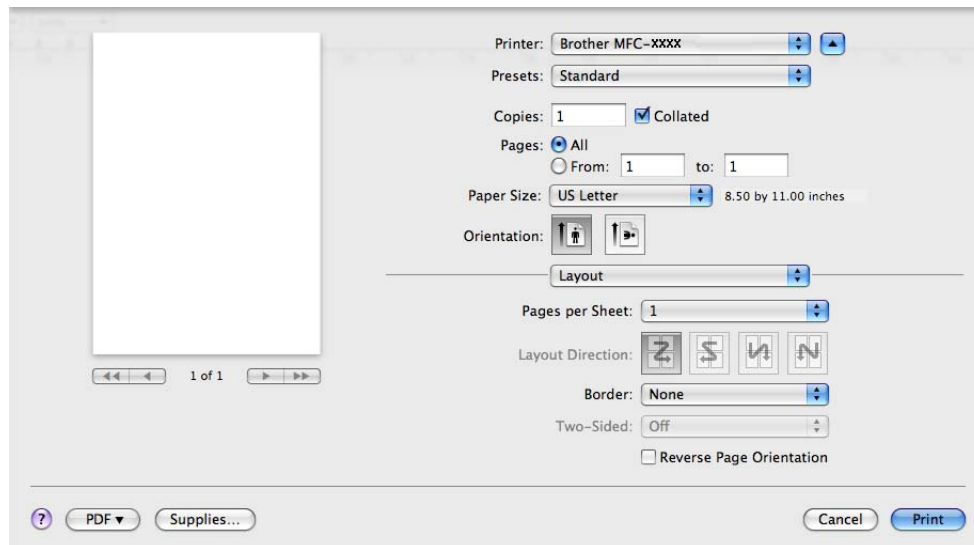 Printer: Brother MFC-XXXX
Presets: Standard
Copies: 1 Collated
Pages: All
From: 1 to: 1
Paper Size: US Letter 8.50 by 11.00 inches
Orientation:
Layout
Pages per Sheet: 1
Layout Direction:
1 of 1
Border: None
Two-Sided: Off
Reverse Page Orientation
? PDF Supplies... Cancel Print